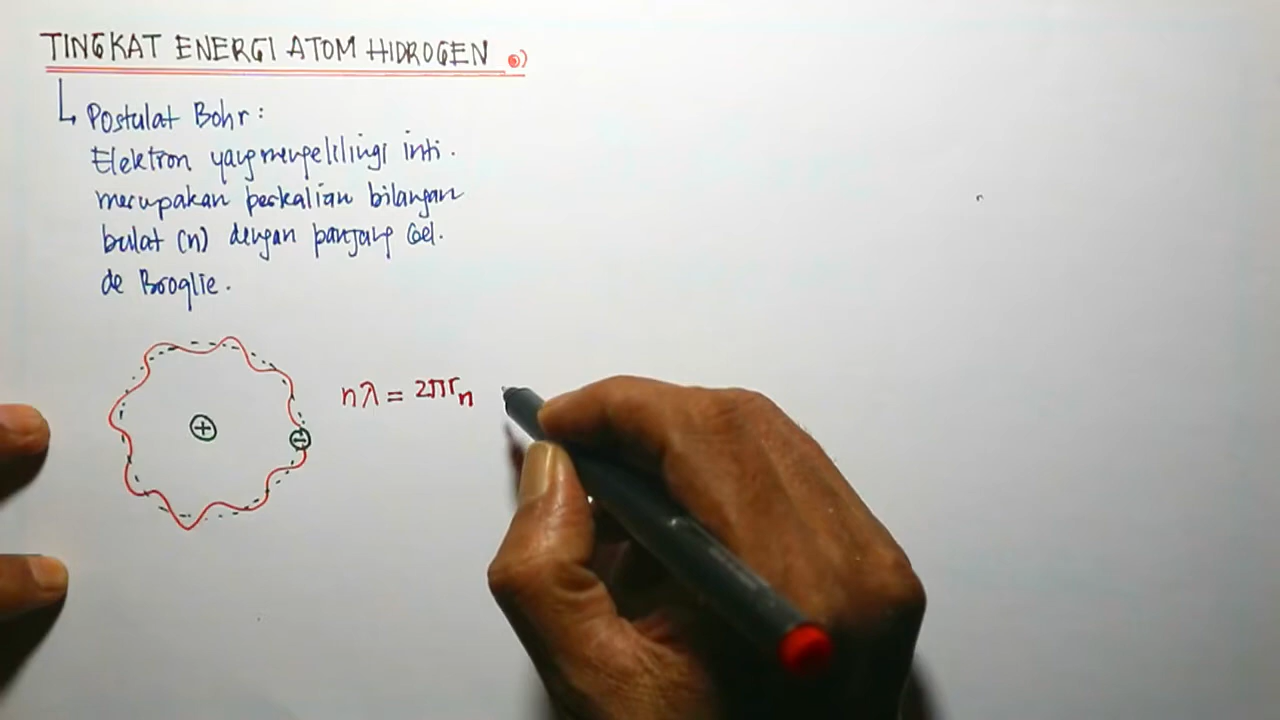 TINGKAT ENERGI ATOM HIDROGEN
Postulat Bohr :
Elektron yang mengelilingi inti.
merupakan perkalian bilangan
bulat (n) dengan panjang Gel.
de Broglie.
nλ = 2πrn
+
−